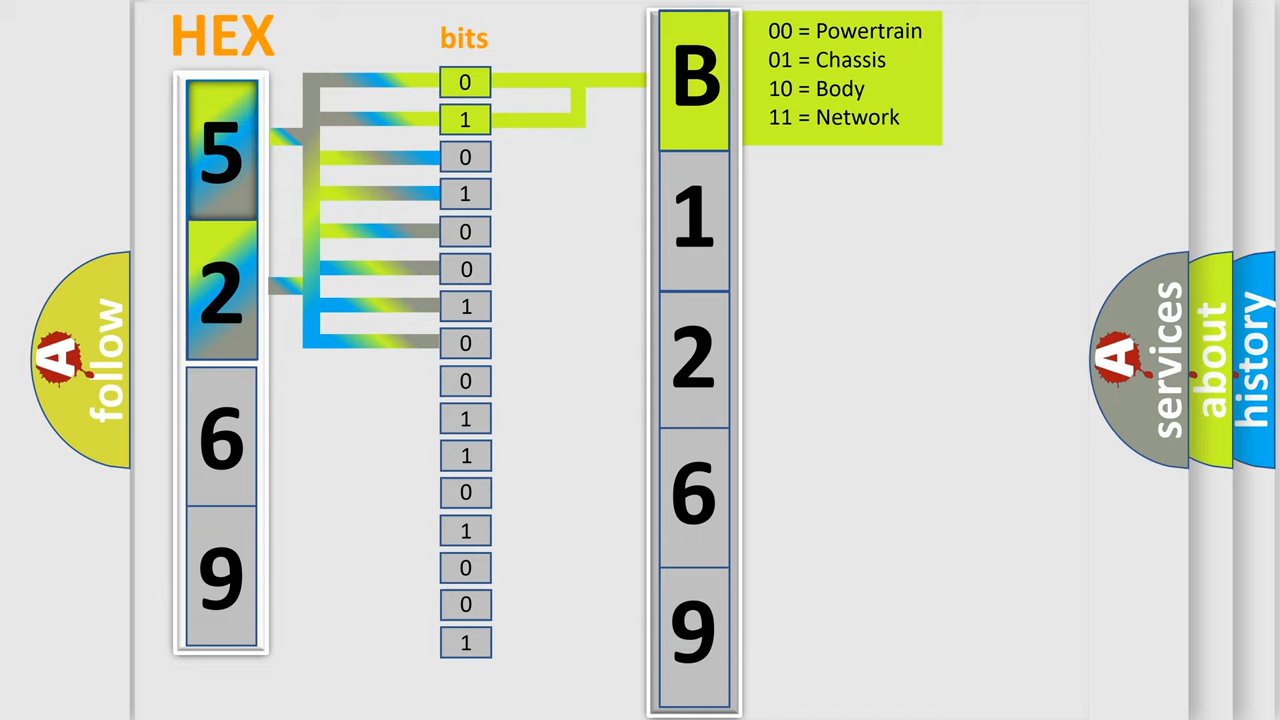 HEX
bits
5
2
6
9
0
1
0
1
0
0
1
0
0
1
1
0
1
0
0
1
B
1
2
6
9
00 = Powertrain
01 = Chassis
10 = Body
11 = Network
A
follow
A
services
about
history